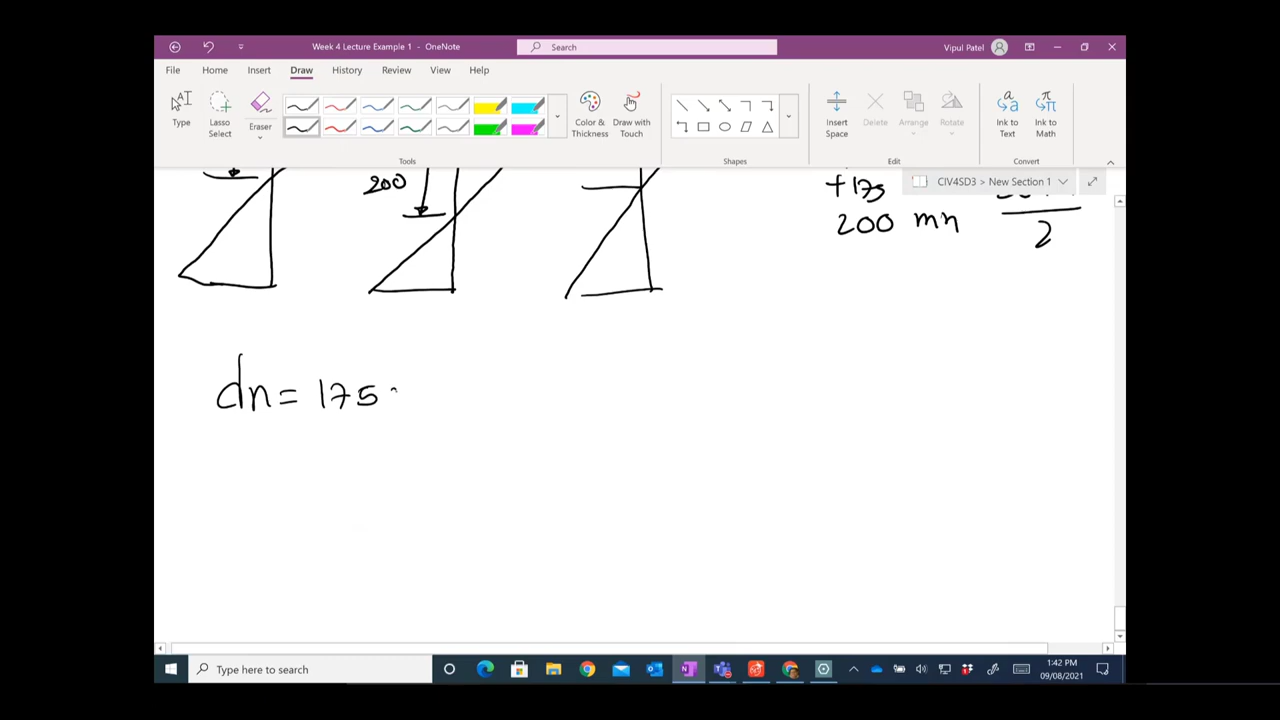 Week 4 Lecture Example 1 - OneNote
Search
Vipul Patel
File Home Insert Draw History Review View Help
Type
Lasso Select
Eraser
Color & Thickness
Draw with Touch
Insert Space
Delete
Arrange
Rotate
Ink to Text
Ink to Math
Tools
Shapes
Edit
Convert
CIV4SD3 > New Section 1
200
+175
200 mm
2
dn = 175
Type here to search
1:42 PM
09/08/2021